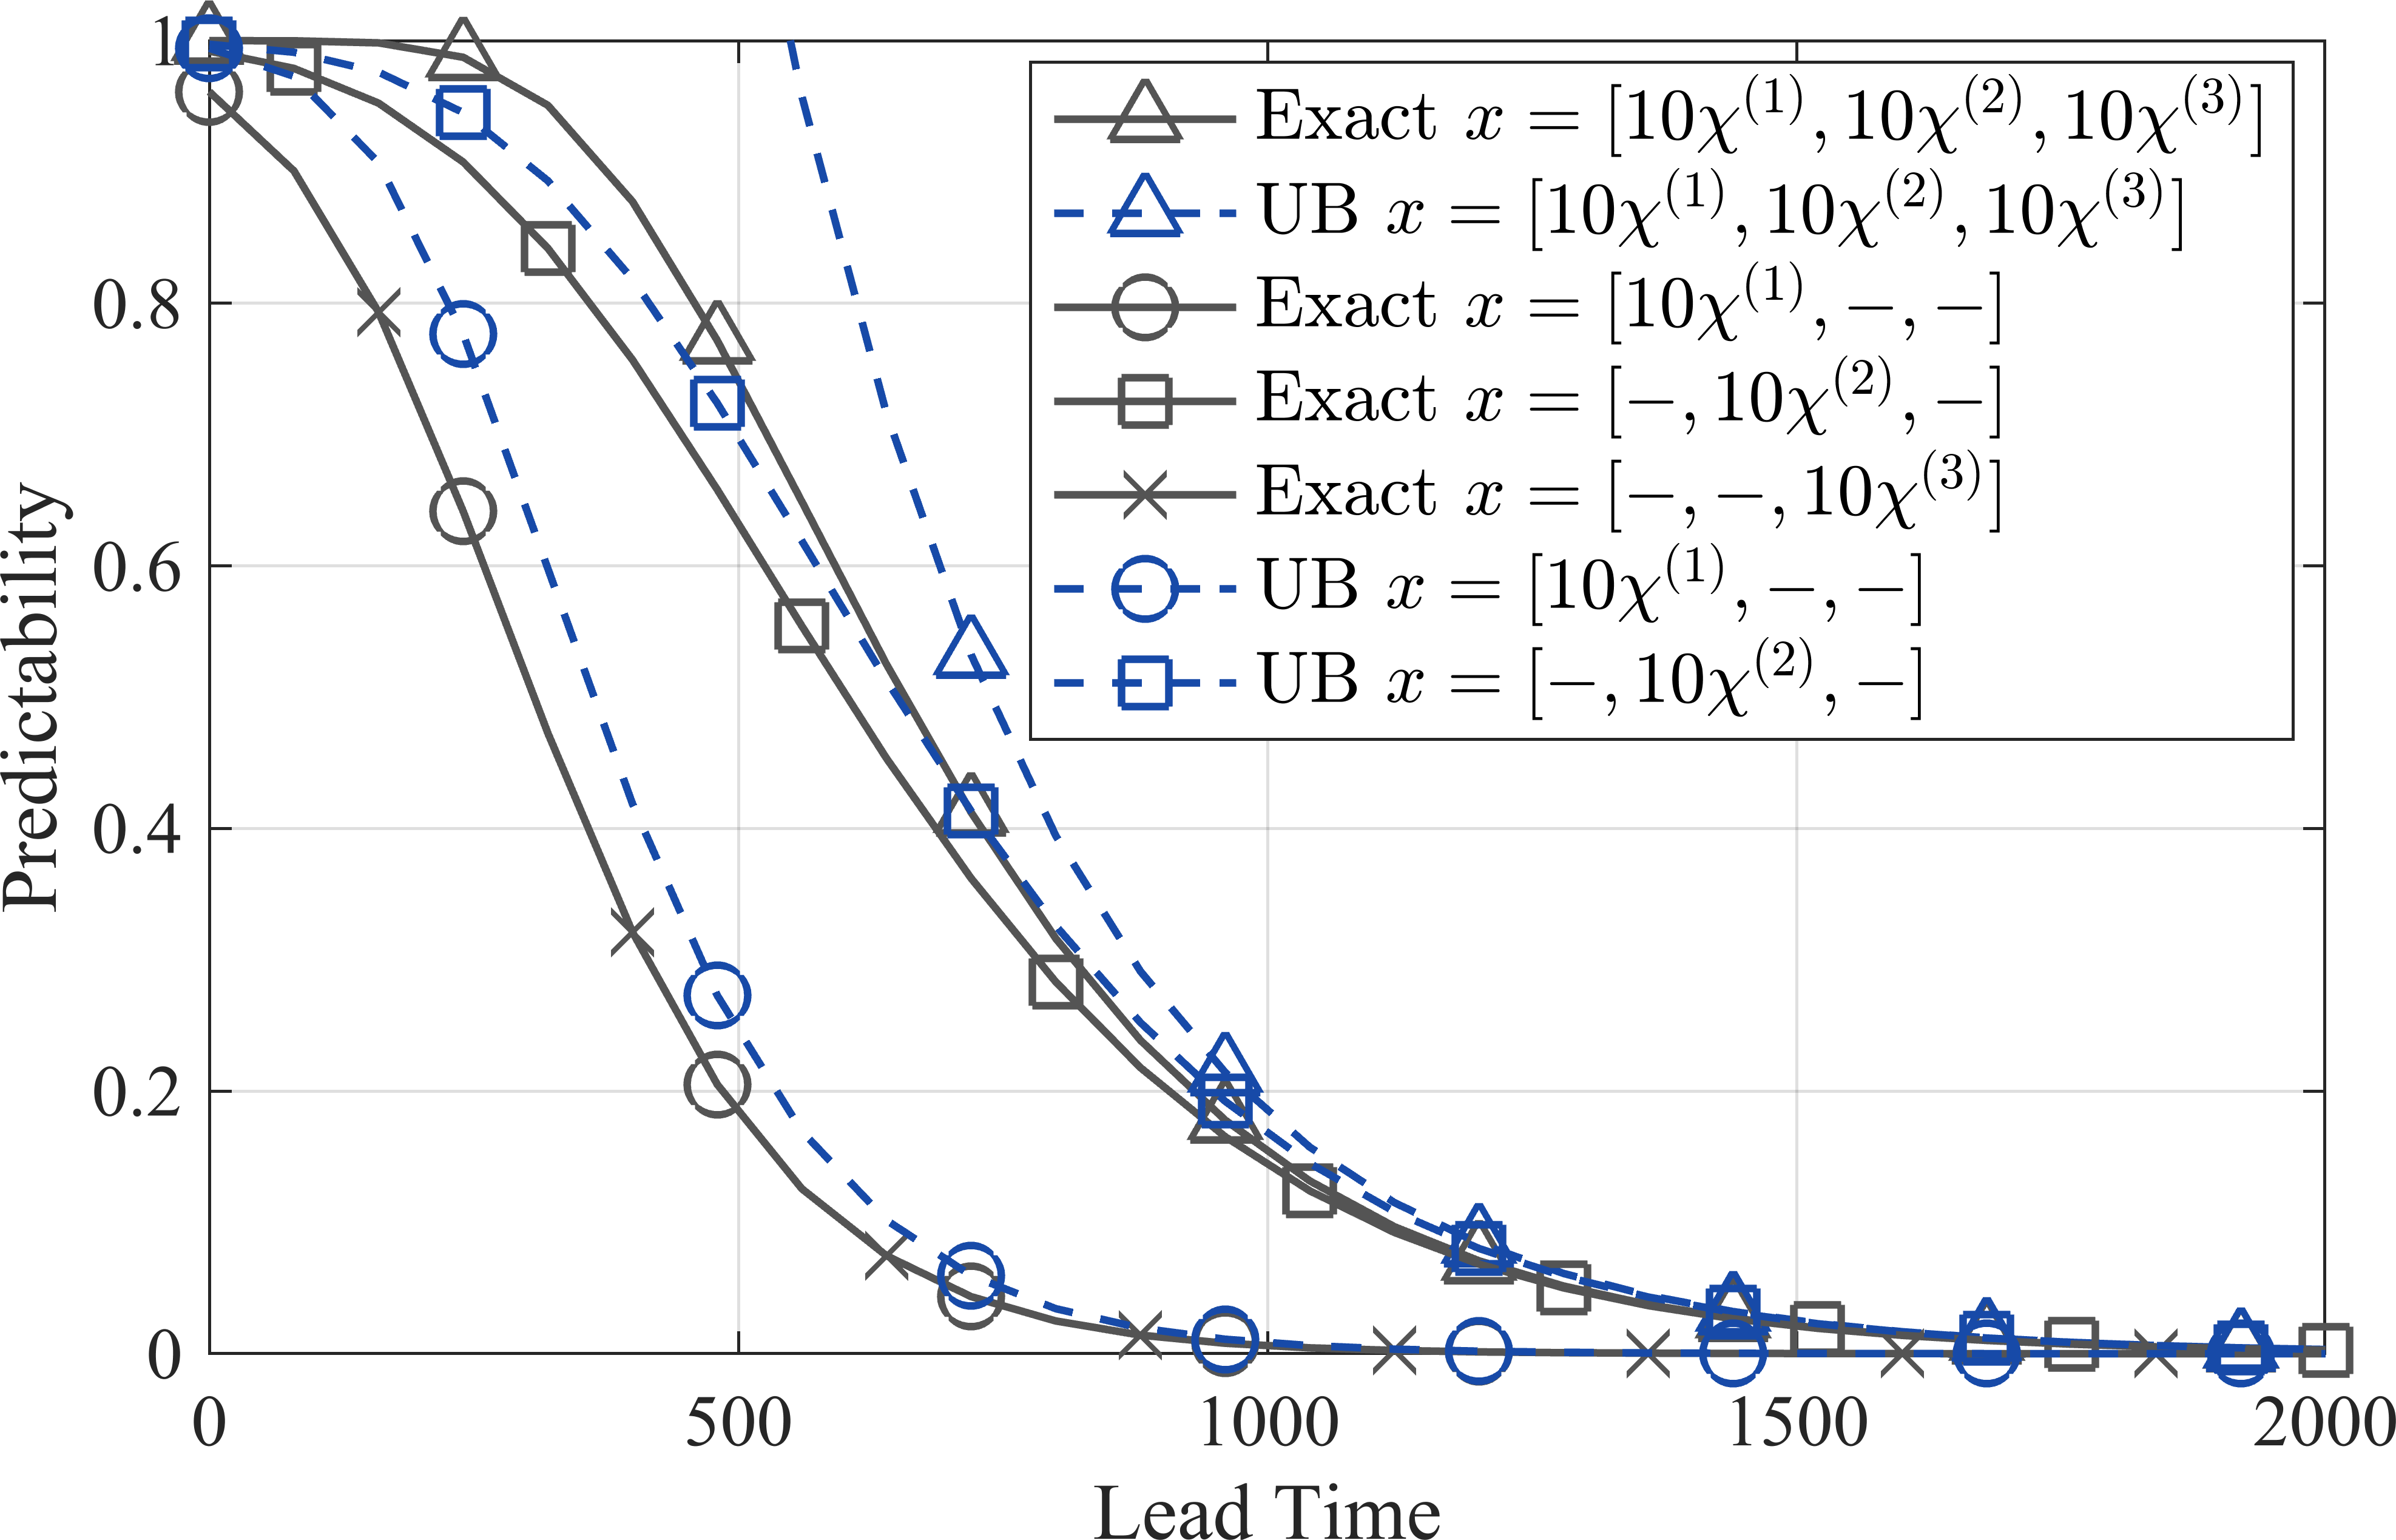 1
0.8
0.6
0.4
0.2
0
Predictability
Exact x = [10χ⁽¹⁾, 10χ⁽²⁾, 10χ⁽³⁾]
UB x = [10χ⁽¹⁾, 10χ⁽²⁾, 10χ⁽³⁾]
Exact x = [10χ⁽¹⁾, −, −]
Exact x = [−, 10χ⁽²⁾, −]
Exact x = [−, −, 10χ⁽³⁾]
UB x = [10χ⁽¹⁾, −, −]
UB x = [−, 10χ⁽²⁾, −]
0 500 1000 1500 2000
Lead Time